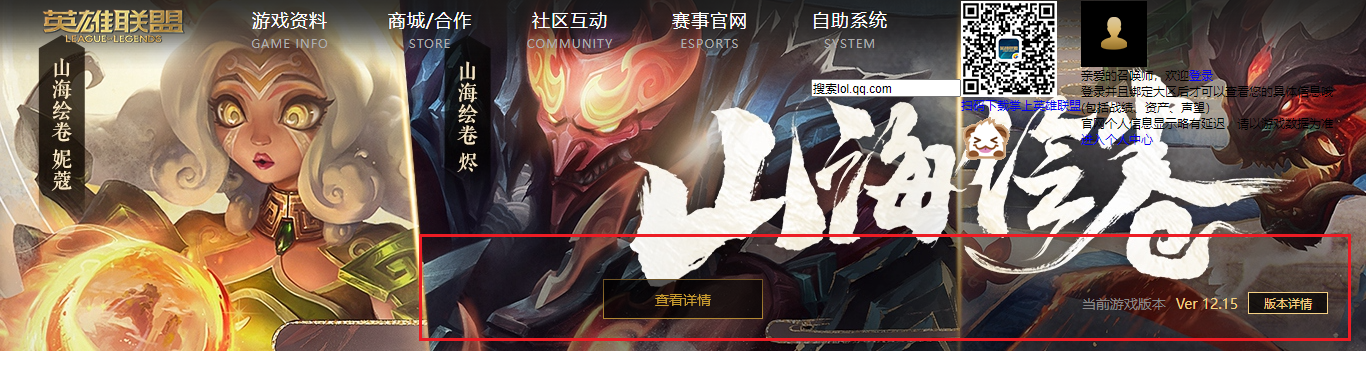 英雄联盟
LEAGUE OF LEGENDS
游戏资料
GAME INFO
商城/合作
STORE
社区互动
COMMUNITY
赛事官网
ESPORTS
自助系统
SYSTEM
搜索lol.qq.com
扫码下载掌上英雄联盟
亲爱的召唤师，欢迎登录
登录并且绑定大区后才可以查看您的具体信息哦
(包括战绩、资产、声望)
官网个人信息显示略有延迟，请以游戏数据为准
进入个人中心
山海绘卷 妮蔻
山海绘卷 烬
山海绘卷
查看详情
当前游戏版本 Ver 12.15 版本详情